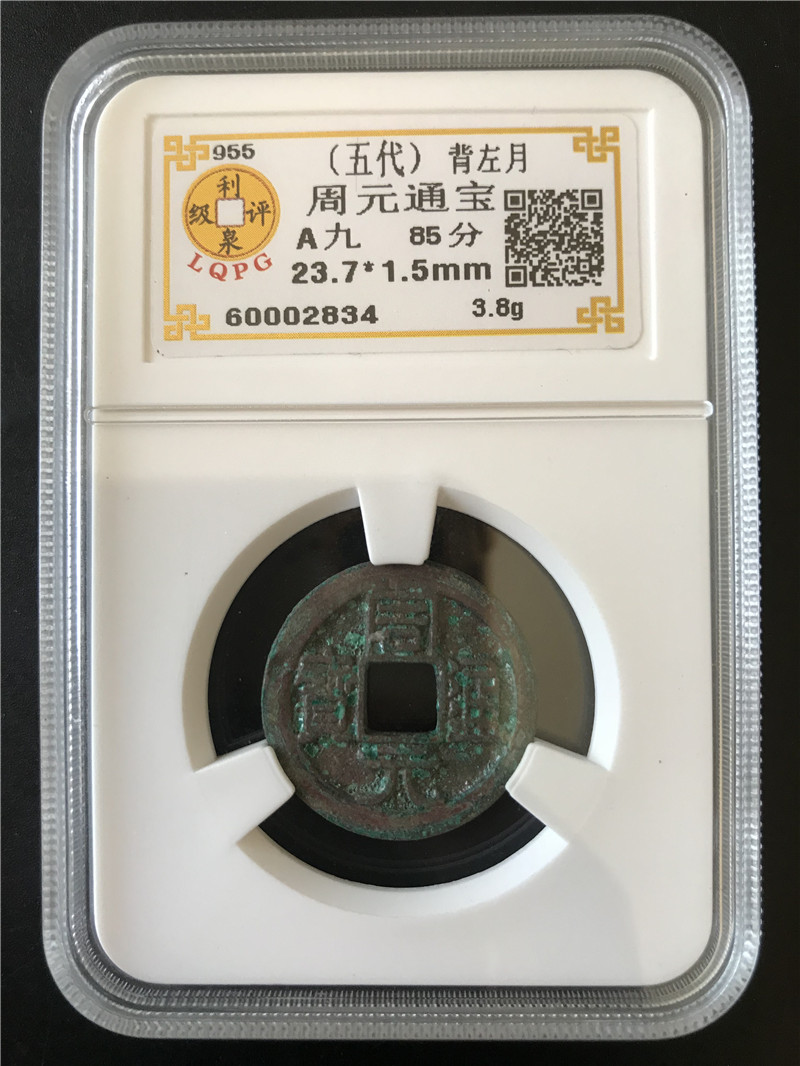 955
(五代) 背左月
利泉评级
LQPG
周元通宝
A九 85分
23.7*1.5mm
60002834 3.8g
周元通寶